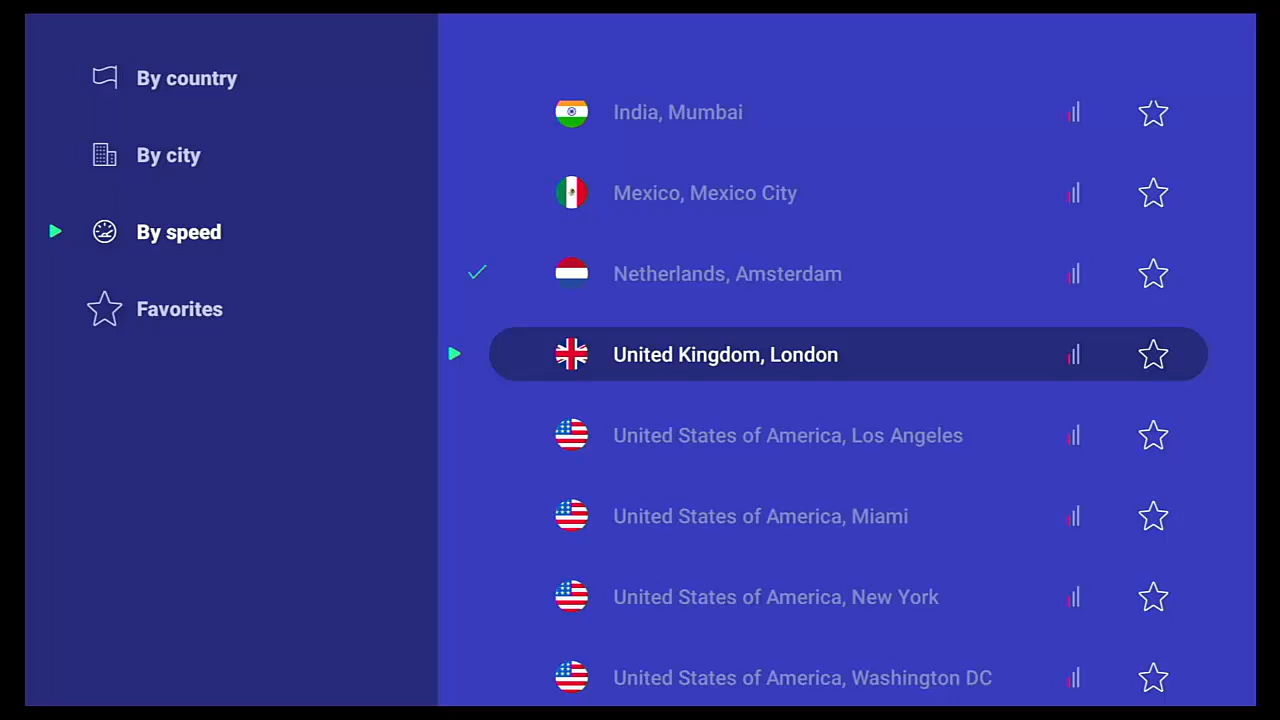 By country
By city
By speed
Favorites
India, Mumbai
Mexico, Mexico City
Netherlands, Amsterdam
United Kingdom, London
United States of America, Los Angeles
United States of America, Miami
United States of America, New York
United States of America, Washington DC